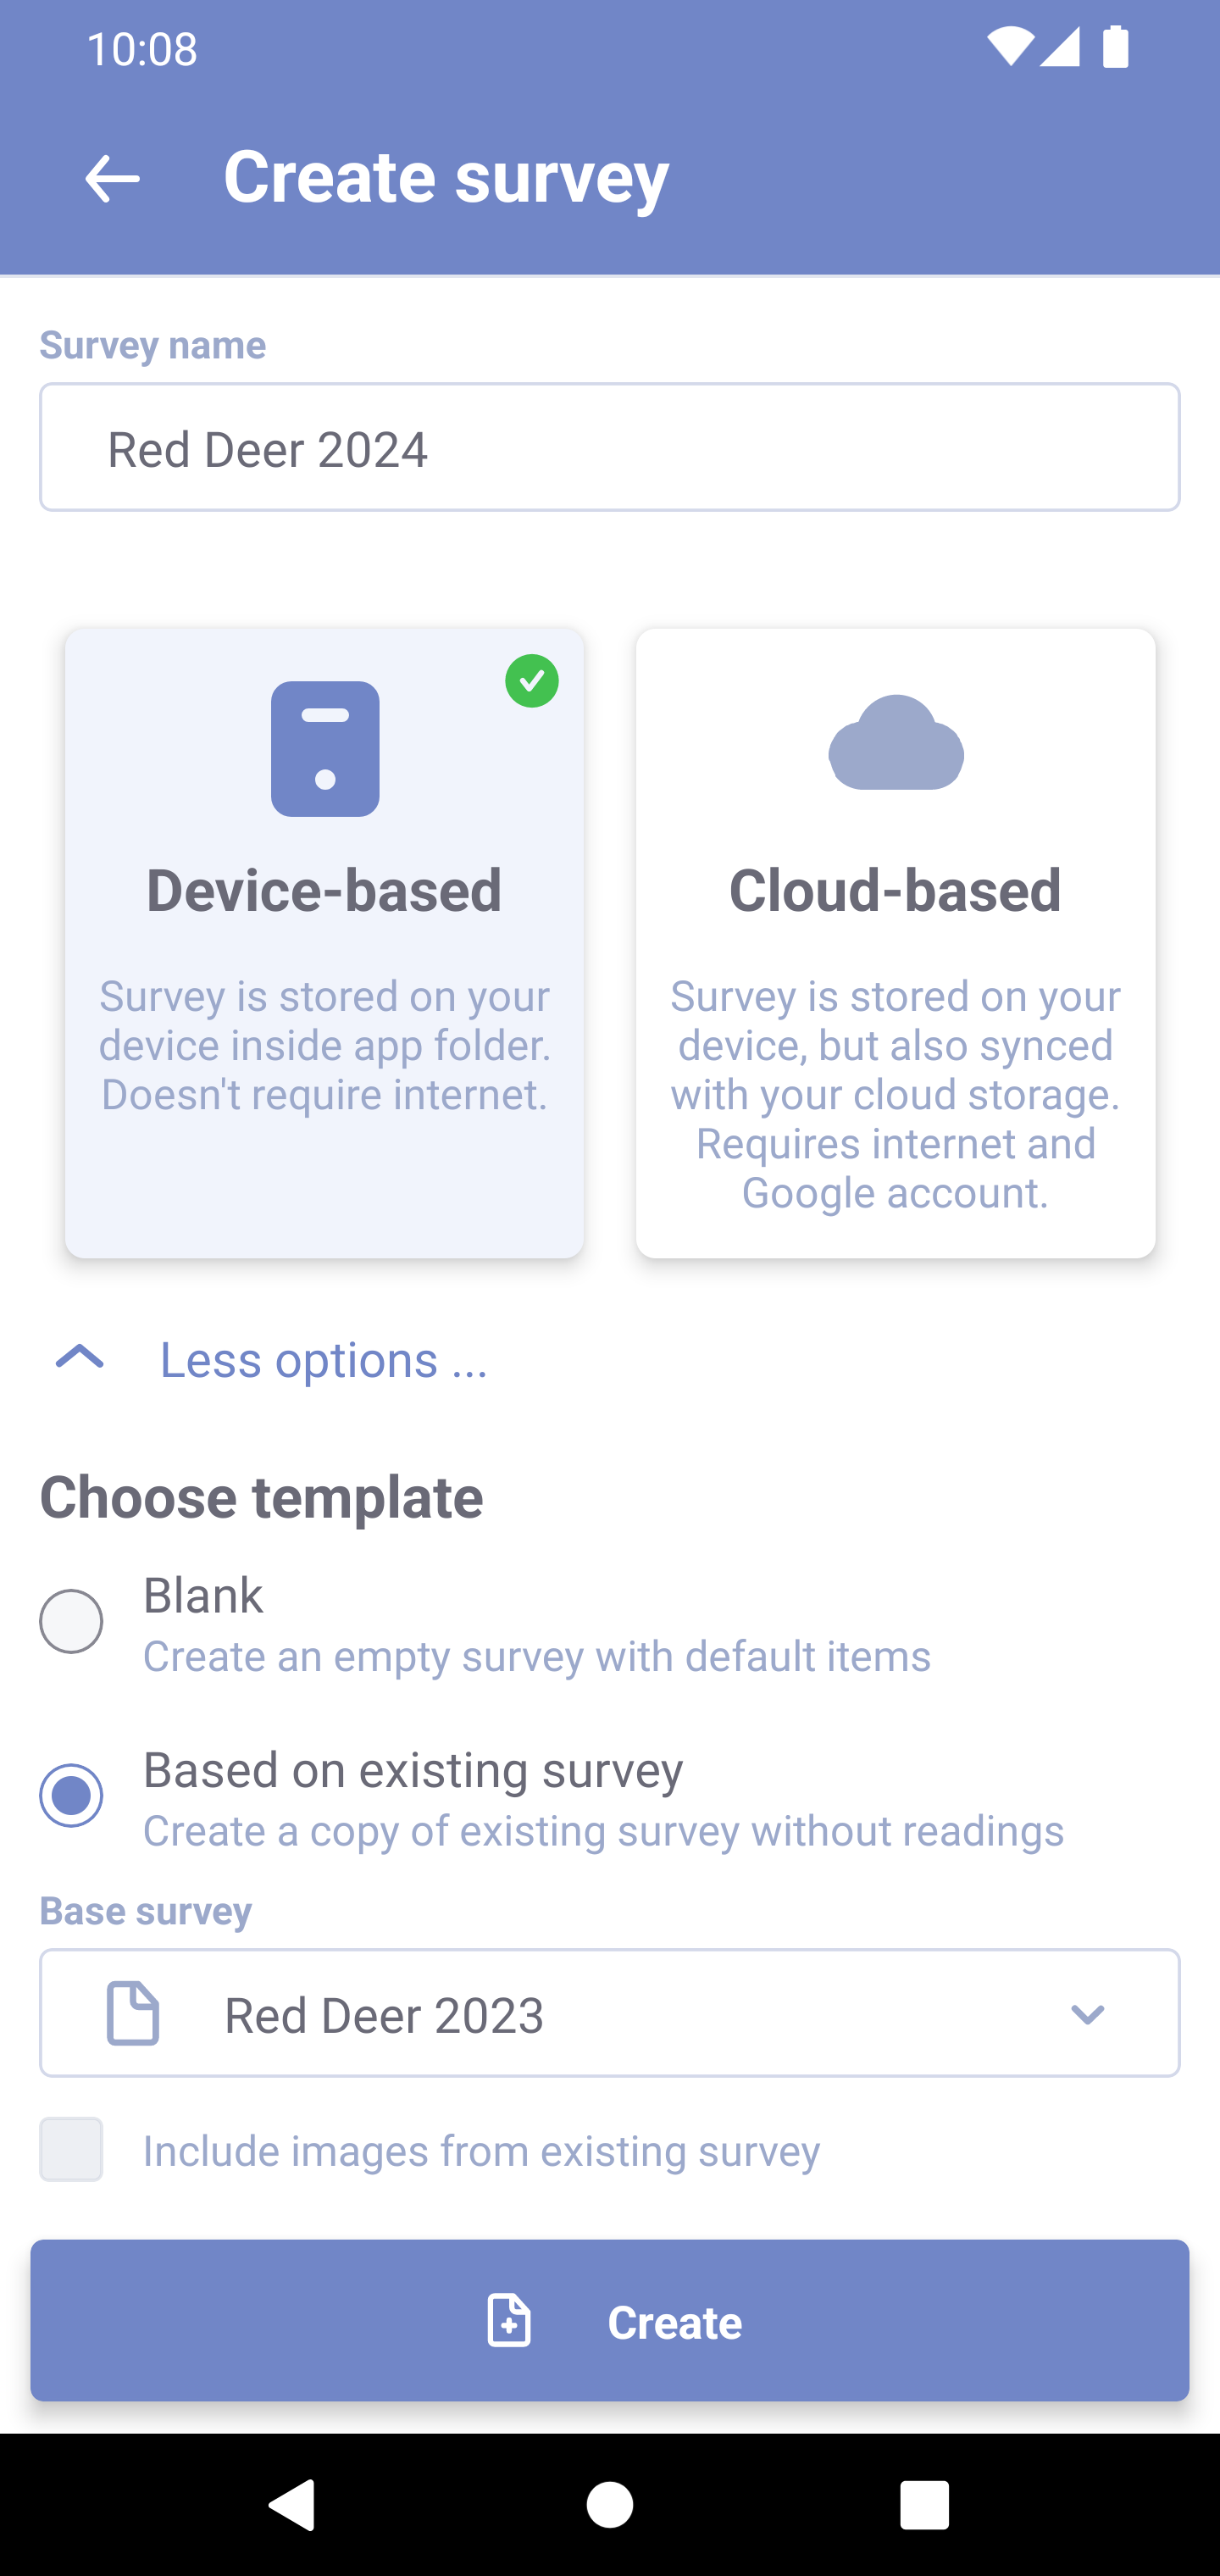 10:08
Create survey
Survey name
Red Deer 2024
Device-based
Survey is stored on your
device inside app folder.
Doesn't require internet.
Cloud-based
Survey is stored on your
device, but also synced
with your cloud storage.
Requires internet and
Google account.
Less options ...
Choose template
Blank
Create an empty survey with default items
Based on existing survey
Create a copy of existing survey without readings
Base survey
Red Deer 2023
Include images from existing survey
Create